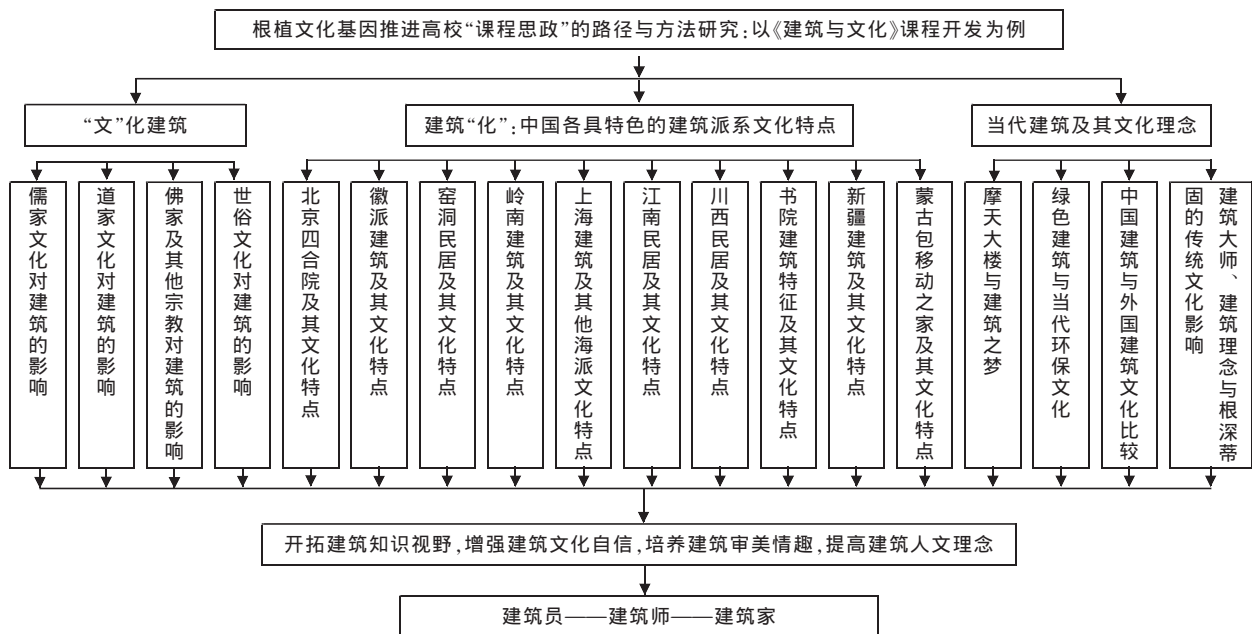 根植文化基因推进高校“课程思政”的路径与方法研究:以《建筑与文化》课程开发为例
“文”化建筑
建筑“化”:中国各具特色的建筑派系文化特点
当代建筑及其文化理念
儒家文化对建筑的影响
道家文化对建筑的影响
佛家及其他宗教对建筑的影响
世俗文化对建筑的影响
北京四合院及其文化特点
徽派建筑及其文化特点
窑洞民居及其文化特点
岭南建筑及其文化特点
上海建筑及其他海派文化特点
江南民居及其文化特点
川西民居及其文化特点
书院建筑特征及其文化特点
新疆建筑及其文化特点
蒙古包移动之家及其文化特点
摩天大楼与建筑之梦
绿色建筑与当代环保文化
中国建筑与外国建筑文化比较
建筑大师、建筑理念与根深蒂
固的传统文化影响
开拓建筑知识视野,增强建筑文化自信,培养建筑审美情趣,提高建筑人文理念
建筑员——建筑师——建筑家